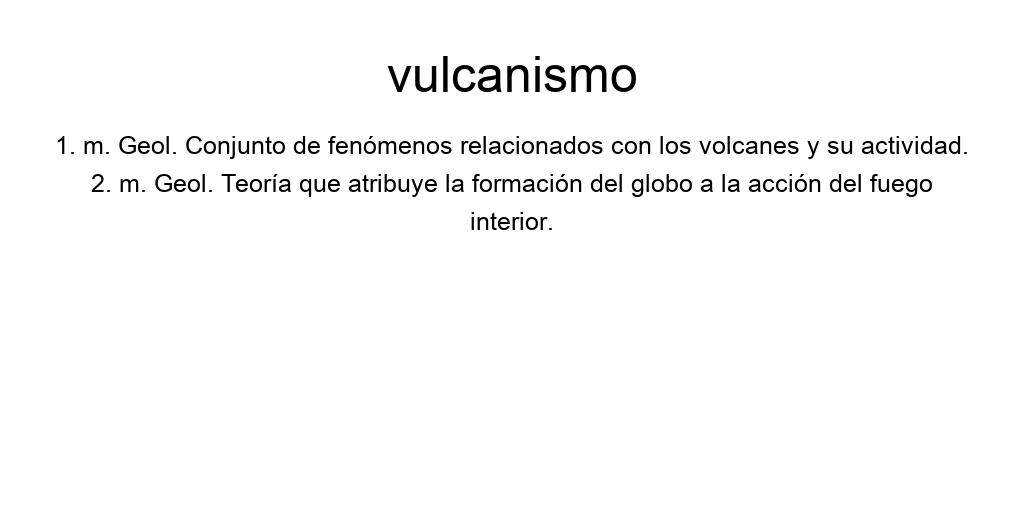 vulcanismo
1. m. Geol. Conjunto de fenómenos relacionados con los volcanes y su actividad.
2. m. Geol. Teoría que atribuye la formación del globo a la acción del fuego
interior.